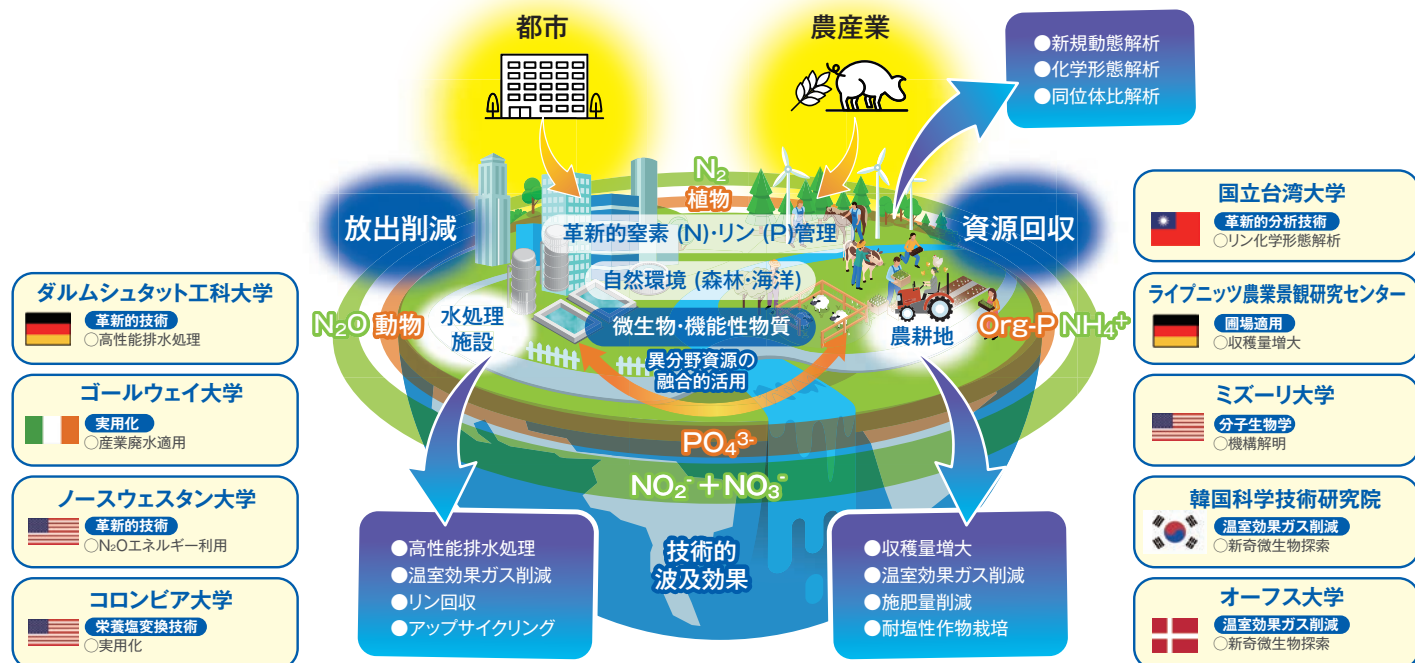 都市
農産業
●新規動態解析
●化学形態解析
●同位体比解析
N₂
植物
放出削減
資源回収
革新的窒素 (N)・リン (P)管理
自然環境 (森林・海洋)
微生物・機能性物質
異分野資源の
融合的活用
N₂O 動物
水処理
施設
農耕地
Org-P NH₄⁺
PO₄³⁻
NO₂⁻ + NO₃⁻
技術的
波及効果
●高性能排水処理
●温室効果ガス削減
●リン回収
●アップサイクリング
●収穫量増大
●温室効果ガス削減
●施肥量削減
●耐塩性作物栽培
ダルムシュタット工科大学
革新的技術
○高性能排水処理
ゴールウェイ大学
実用化
○産業廃水適用
ノースウェスタン大学
革新的技術
○N₂Oエネルギー利用
コロンビア大学
栄養塩変換技術
○実用化
国立台湾大学
革新的分析技術
○リン化学形態解析
ライプニッツ農業景観研究センター
圃場適用
○収穫量増大
ミズーリ大学
分子生物学
○機構解明
韓国科学技術研究院
温室効果ガス削減
○新奇微生物探索
オーフス大学
温室効果ガス削減
○新奇微生物探索